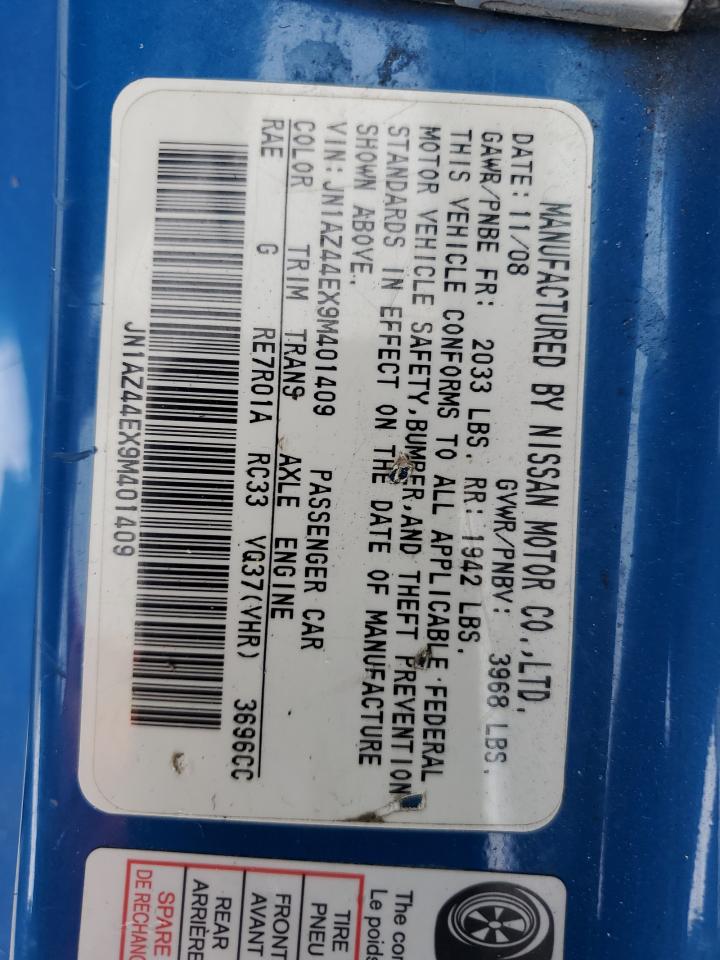 MANUFACTURED BY NISSAN MOTOR CO.,LTD.
DATE: 11/08 GVWR/PNBV: 3968 LBS.
GAWR/PNBE FR: 2033 LBS. RR: 1942 LBS.
THIS VEHICLE CONFORMS TO ALL APPLICABLE FEDERAL
MOTOR VEHICLE SAFETY,BUMPER,AND THEFT PREVENTION
STANDARDS IN EFFECT ON THE DATE OF MANUFACTURE
SHOWN ABOVE.
VIN: JN1AZ44EX9M401409 PASSENGER CAR
COLOR TRIM TRANS AXLE ENGINE
RAE G RE7R01A RC33 VQ37(VHR) 3696CC
JN1AZ44EX9M401409
The com
Le poids
TIRE
PNEU
FRONT
AVANT
REAR
ARRIÈRE
SPARE
DE RECHANG